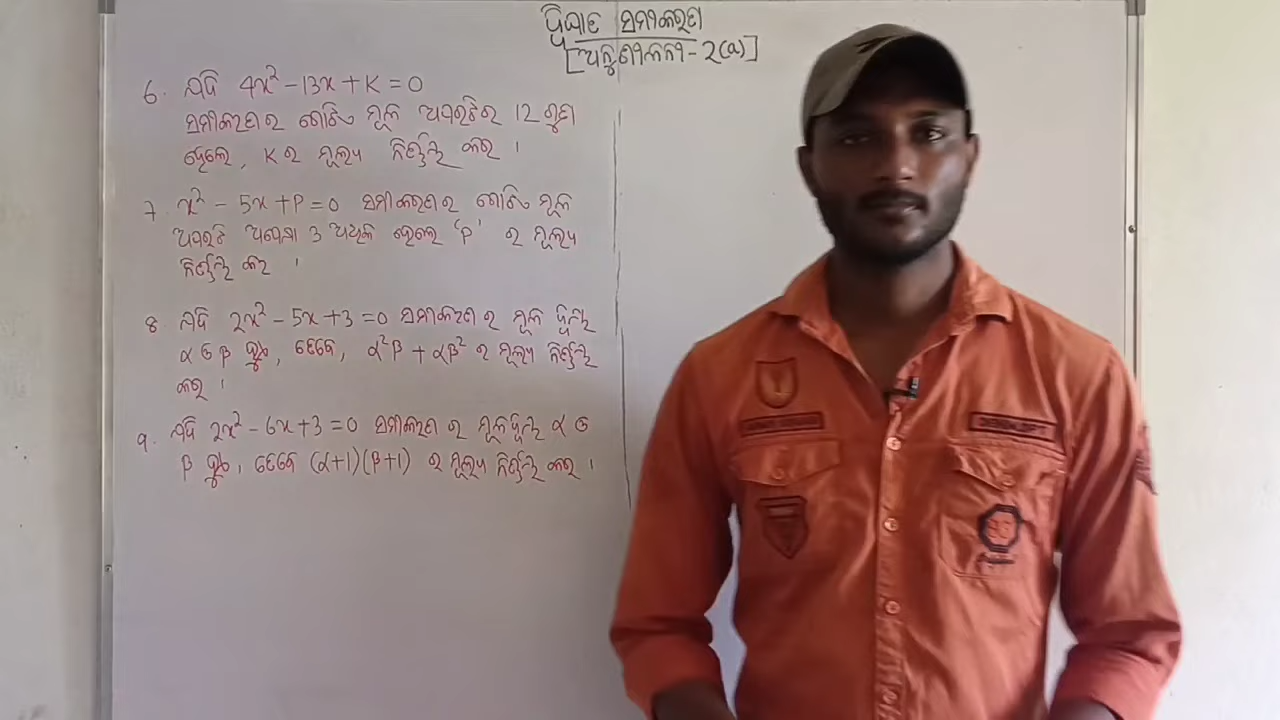 ଦ୍ୱିଘାତ ସମୀକରଣ
[ଅନୁଶୀଳନୀ - 2(a)]
6. ଯଦି 4x² - 13x + K = 0
ସମୀକରଣର ଗୋଟିଏ ମୂଳ ଅପରଟିର 12 ଗୁଣ
ହେଲେ, K ର ମୂଲ୍ୟ ନିର୍ଣ୍ଣୟ କର ।
7. x² - 5x + P = 0 ସମୀକରଣର ଗୋଟିଏ ମୂଳ
ଅପରଟି ଅପେକ୍ଷା 3 ଅଧିକ ହେଲେ 'P' ର ମୂଲ୍ୟ
ନିର୍ଣ୍ଣୟ କର ।
8 ଯଦି 2x² - 5x + 3 = 0 ସମୀକରଣ ର ମୂଳ ଦ୍ୱୟ
α ଓ β ହୁଏ, ତେବେ, α²β + αβ² ର ମୂଲ୍ୟ ନିର୍ଣ୍ଣୟ
କର ।
9. ଯଦି 2x² - 6x + 3 = 0 ସମୀକରଣ ର ମୂଳଦ୍ୱୟ α ଓ
β ହୁଏ, ତେବେ (α+1)(β+1) ର ମୂଲ୍ୟ ନିର୍ଣ୍ଣୟ କର ।